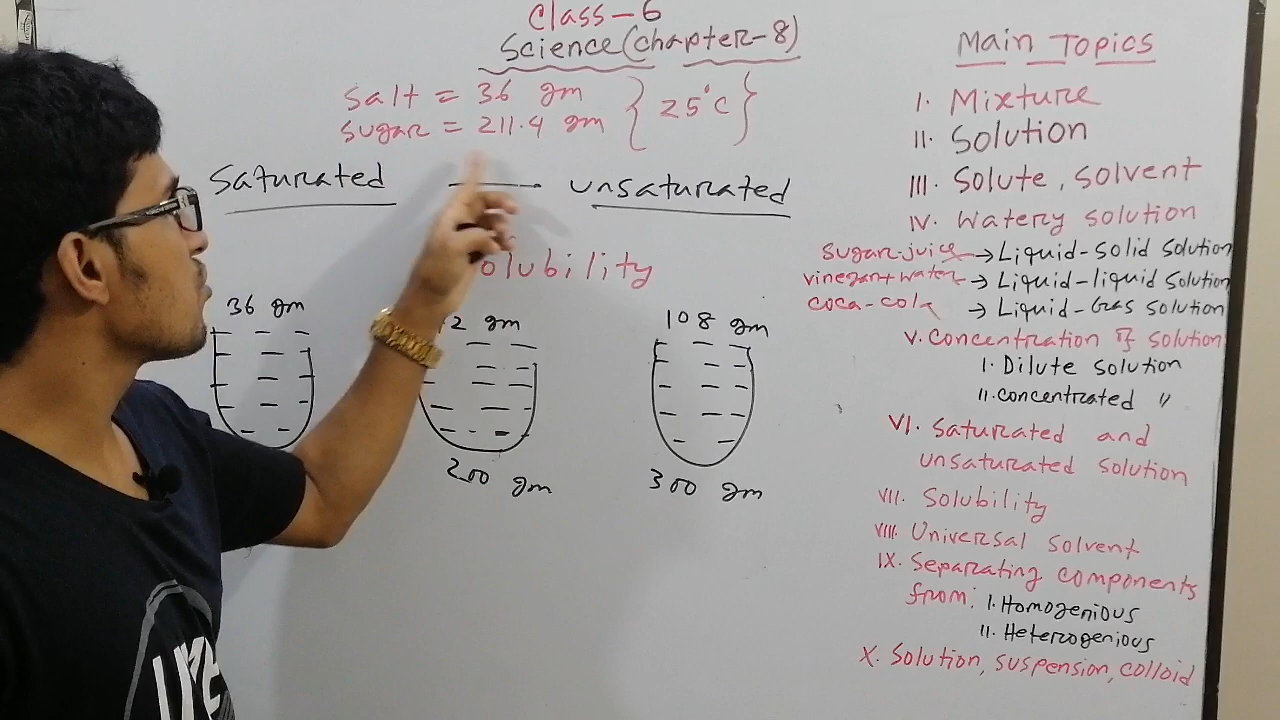 Class-6
Science(chapter-8)
Salt = 36 gm
Sugar = 211.4 gm
{25°C}
Saturated
unsaturated
olubility
36 gm
2 gm
108 gm
200 gm
300 gm
Main Topics
I. Mixture
II. Solution
III. Solute, solvent
IV. Watery solution
Sugar-juice → Liquid-solid solution
vinegar+water → Liquid-liquid solution
coca-cola → Liquid-Gas solution
V. Concentration of solution
I. Dilute solution
II. concentrated "
VI. Saturated and
unsaturated solution
VII. Solubility
VIII. Universal solvent
IX. Separating components
from: I. Homogenious
II. Heterogenious
X. Solution, suspension, colloid